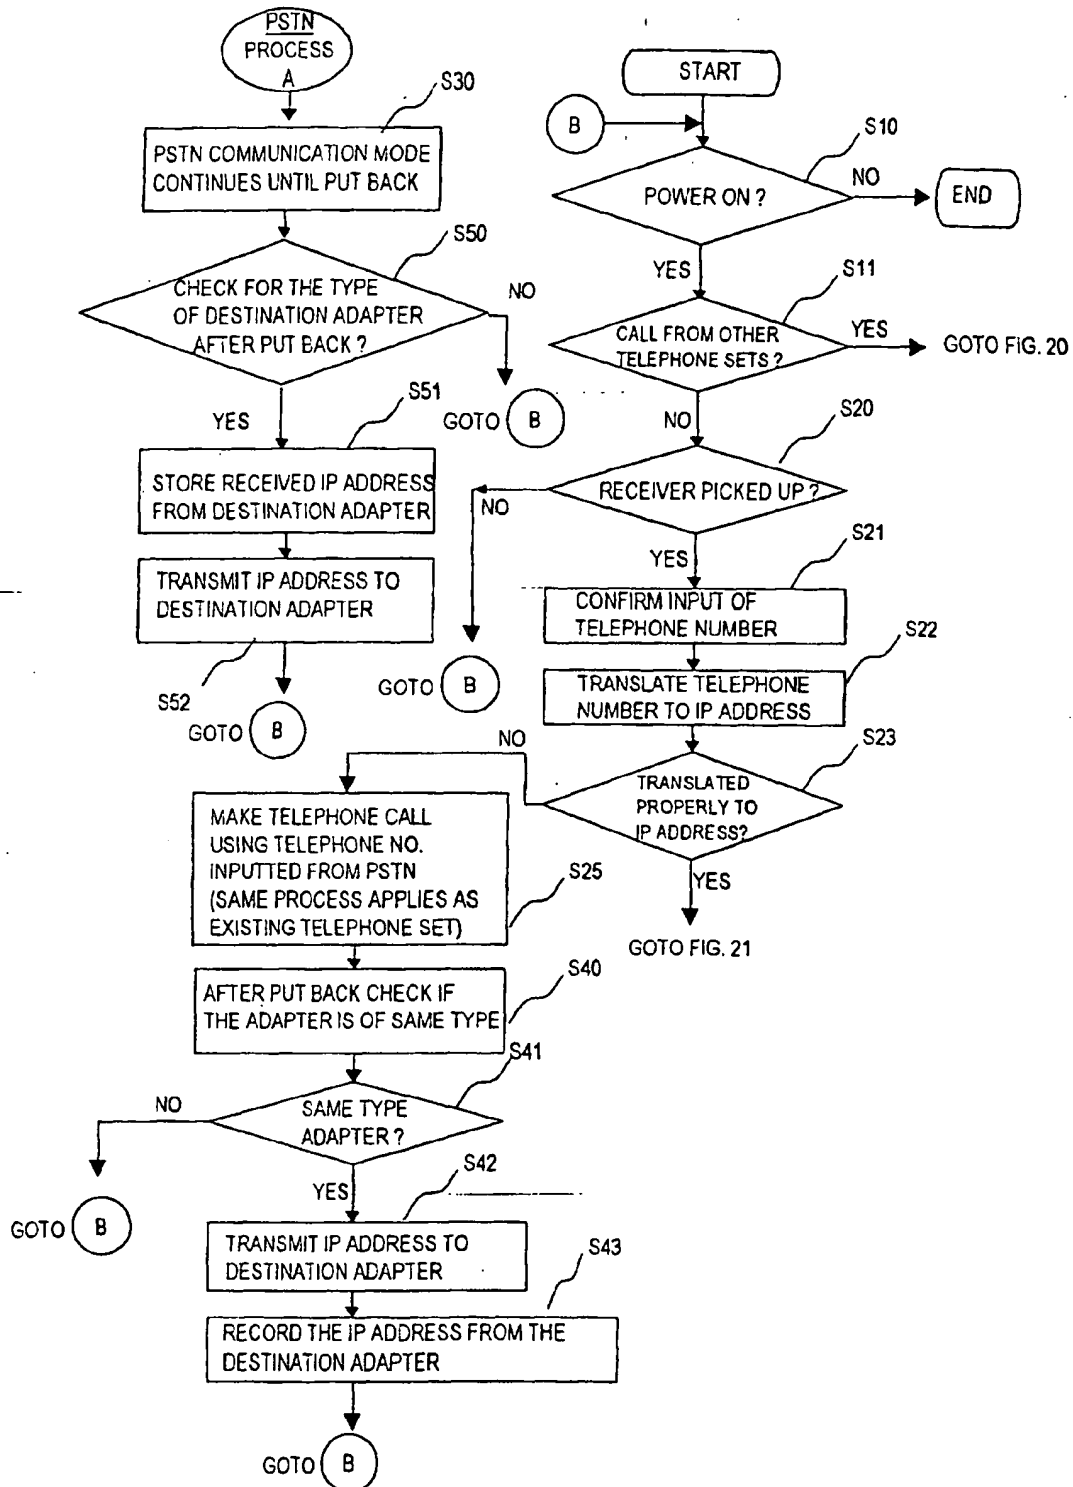 PSTN
PROCESS
A
S30
PSTN COMMUNICATION MODE
CONTINUES UNTIL PUT BACK
S50
CHECK FOR THE TYPE
OF DESTINATION ADAPTER
AFTER PUT BACK ?
NO
GOTO B
YES
S51
STORE RECEIVED IP ADDRESS
FROM DESTINATION ADAPTER
TRANSMIT IP ADDRESS TO
DESTINATION ADAPTER
S52
GOTO B
START
B
S10
POWER ON ?
NO
END
YES
S11
CALL FROM OTHER
TELEPHONE SETS ?
YES
GOTO FIG. 20
NO
S20
RECEIVER PICKED UP ?
NO
GOTO B
YES
S21
CONFIRM INPUT OF
TELEPHONE NUMBER
S22
TRANSLATE TELEPHONE
NUMBER TO IP ADDRESS
S23
TRANSLATED
PROPERLY TO
IP ADDRESS?
YES
GOTO FIG. 21
NO
MAKE TELEPHONE CALL
USING TELEPHONE NO.
INPUTTED FROM PSTN
(SAME PROCESS APPLIES AS
EXISTING TELEPHONE SET)
S25
S40
AFTER PUT BACK CHECK IF
THE ADAPTER IS OF SAME TYPE
S41
SAME TYPE
ADAPTER ?
NO
GOTO B
YES
S42
TRANSMIT IP ADDRESS TO
DESTINATION ADAPTER
S43
RECORD THE IP ADDRESS FROM THE
DESTINATION ADAPTER
GOTO B